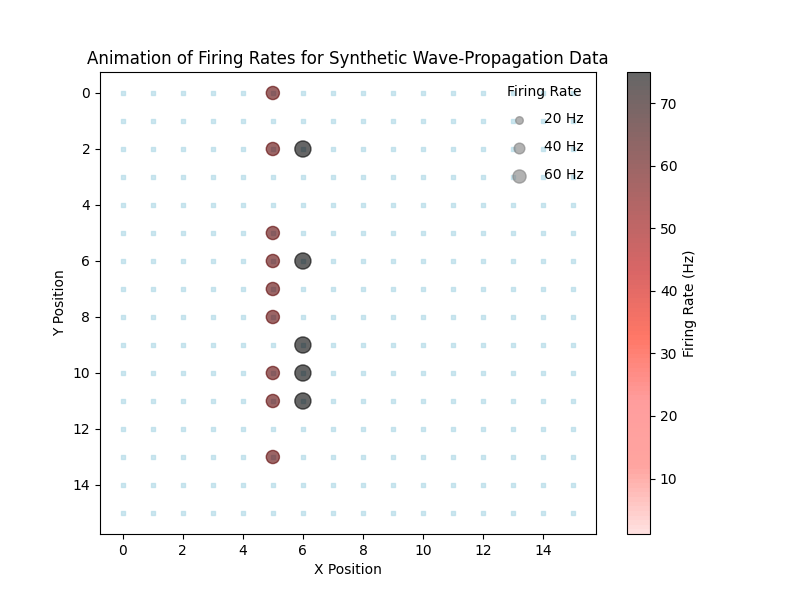 Animation of Firing Rates for Synthetic Wave-Propagation Data
Firing Rate
20 Hz
40 Hz
60 Hz
0
2
4
6
8
10
12
14
Y Position
0 2 4 6 8 10 12 14
X Position
70
60
50
40
30
20
10
Firing Rate (Hz)